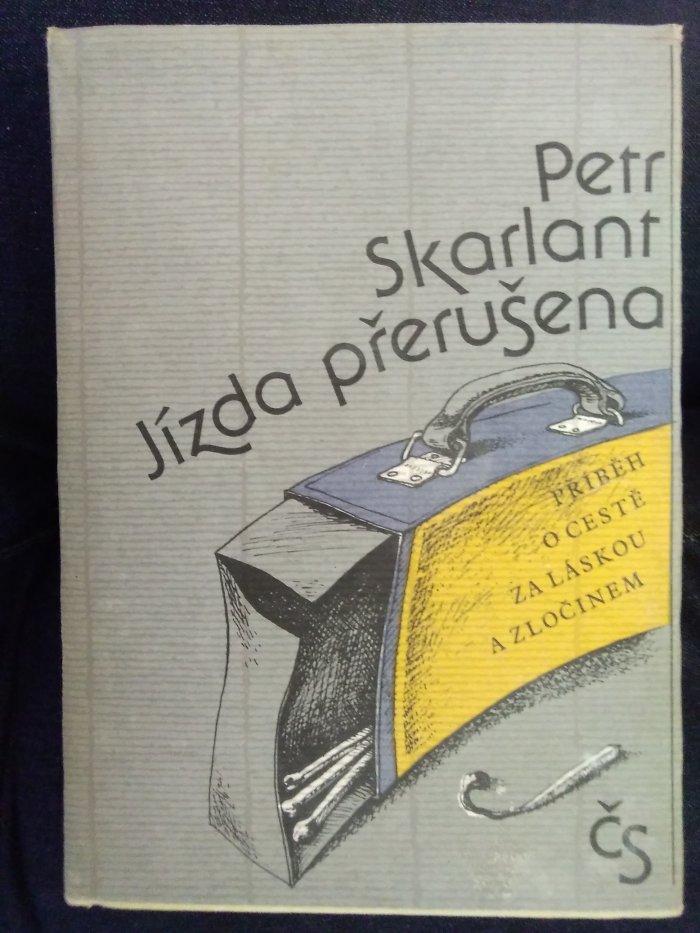 Petr
Skarlant
Jízda přerušena
PŘÍBĚH
O CESTĚ
ZA LÁSKOU
A ZLOČINEM
ČS